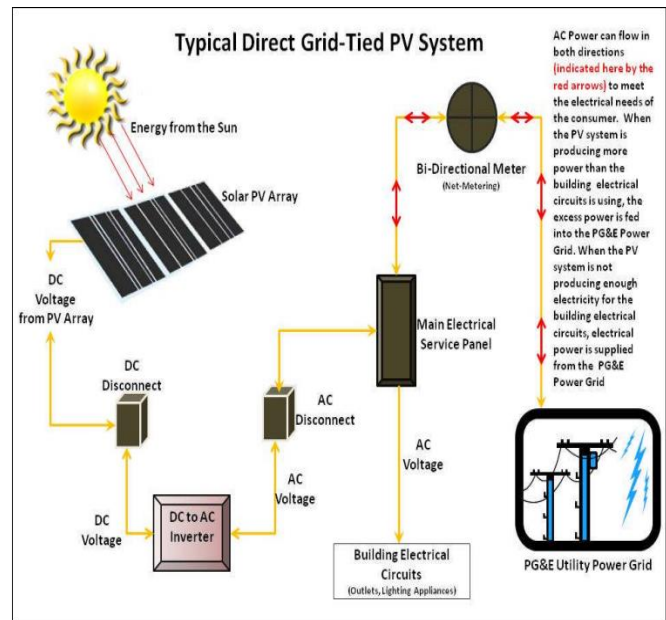 Typical Direct Grid-Tied PV System
Energy from the Sun
Solar PV Array
DC
Voltage
from PV Array
DC
Disconnect
DC
Voltage
DC to AC
Inverter
AC
Disconnect
AC
Voltage
Main Electrical
Service Panel
AC
Voltage
Building Electrical
Circuits
(Outlets, Lighting Appliances)
Bi-Directional Meter
(Net-Metering)
AC Power can flow in
both directions
(indicated here by the
red arrows) to meet
the electrical needs of
the consumer. When
the PV system is
producing more
power than the
building electrical
circuits is using, the
excess power is fed
into the PG&E Power
Grid. When the PV
system is not
producing enough
electricity for the
building electrical
circuits, electrical
power is supplied
from the PG&E
Power Grid
PG&E Utility Power Grid